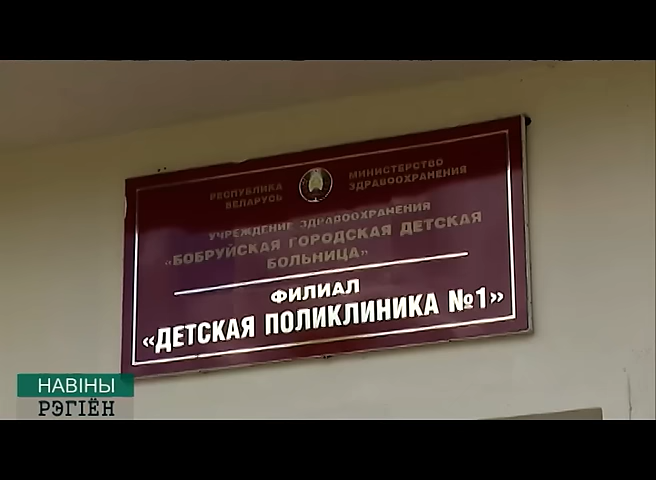 РЕСПУБЛИКА БЕЛАРУСЬ
МИНИСТЕРСТВО ЗДРАВООХРАНЕНИЯ
УЧРЕЖДЕНИЕ ЗДРАВООХРАНЕНИЯ
«БОБРУЙСКАЯ ГОРОДСКАЯ ДЕТСКАЯ
БОЛЬНИЦА»
ФИЛИАЛ
«ДЕТСКАЯ ПОЛИКЛИНИКА №1»
НАВІНЫ
РЭГІЁН